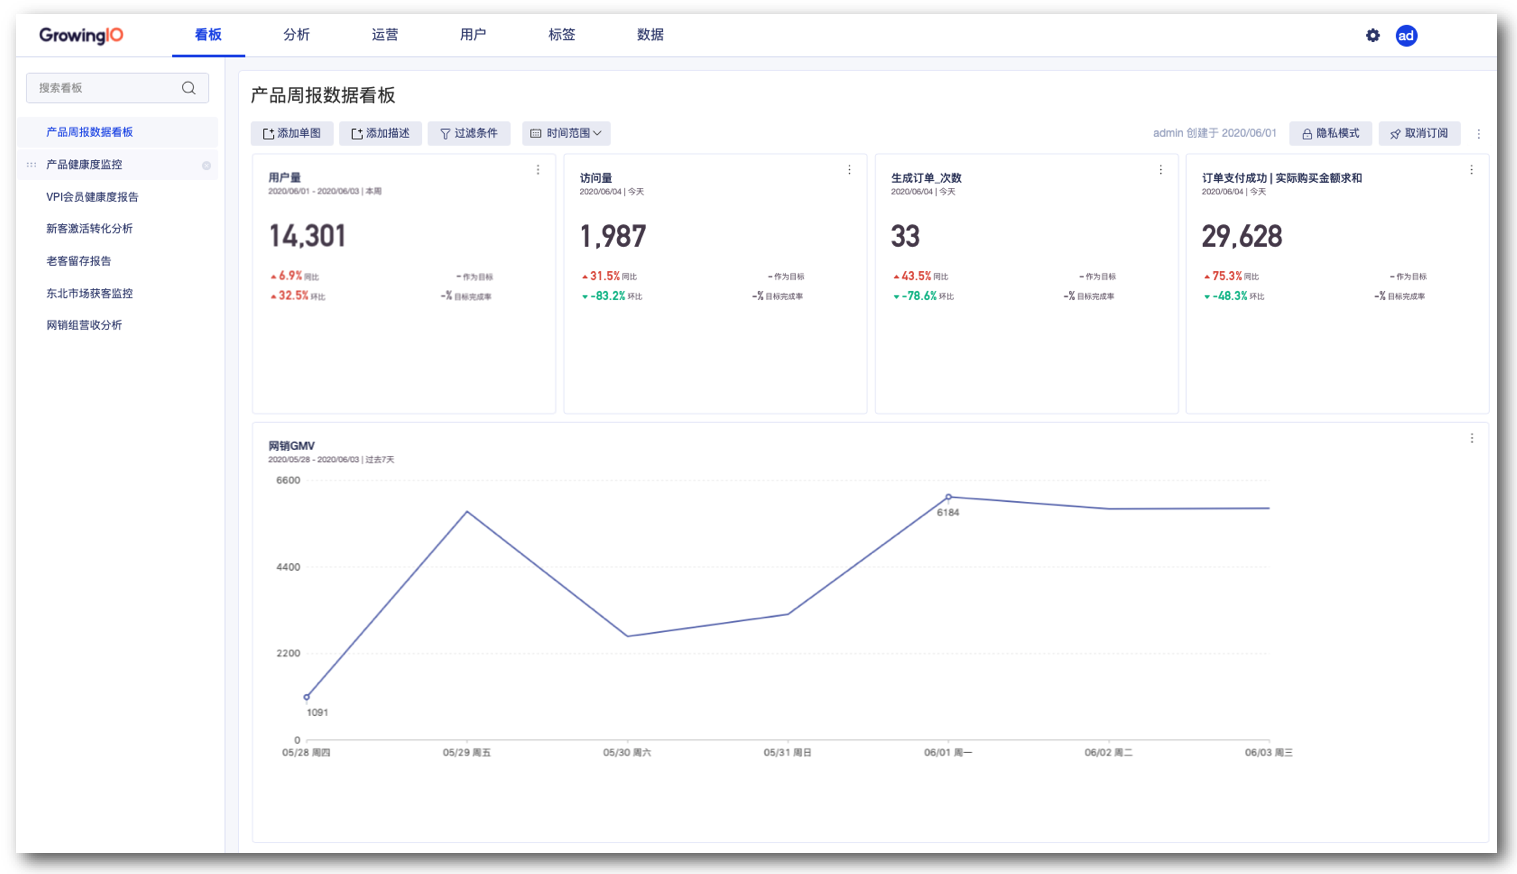 GrowingIO
看板
分析
运营
用户
标签
数据
ad
搜索看板
产品周报数据看板
产品健康度监控
VPI会员健康度报告
新客激活转化分析
老客留存报告
东北市场获客监控
网销组营收分析
产品周报数据看板
添加单图
添加描述
过滤条件
时间范围
admin 创建于 2020/06/01
隐私模式
取消订阅
用户量
2020/06/01 - 2020/06/03 | 本周
14,301
6.9% 同比
- 作为目标
32.5% 环比
-% 目标完成率
访问量
2020/06/04 | 今天
1,987
31.5% 同比
- 作为目标
-83.2% 环比
-% 目标完成率
生成订单_次数
2020/06/04 | 今天
33
43.5% 同比
- 作为目标
-78.6% 环比
-% 目标完成率
订单支付成功 | 实际购买金额求和
2020/06/04 | 今天
29,628
75.3% 同比
- 作为目标
-48.3% 环比
-% 目标完成率
网销GMV
2020/05/28 - 2020/06/03 | 过去7天
6600
6184
4400
2200
1091
0
05/28 周四
05/29 周五
05/30 周六
05/31 周日
06/01 周一
06/02 周二
06/03 周三